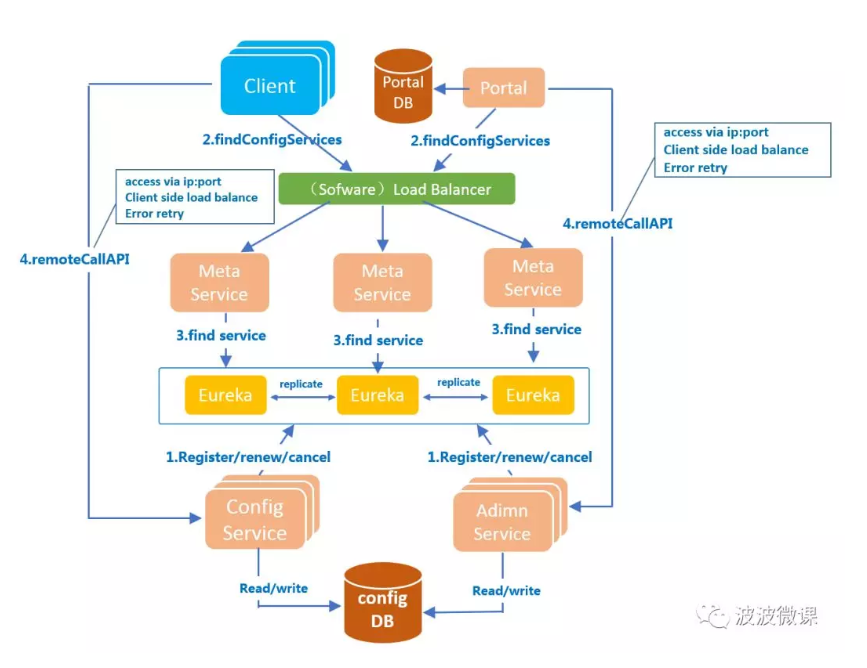 Client
Portal
DB
Portal
2.findConfigServices
2.findConfigServices
access via ip:port
Client side load balance
Error retry
access via ip:port
Client side load balance
Error retry
（Sofware）Load Balancer
4.remoteCallAPI
4.remoteCallAPI
Meta
Service
Meta
Service
Meta
Service
3.find service
3.find service
3.find service
Eureka
replicate
Eureka
replicate
Eureka
1.Register/renew/cancel
1.Register/renew/cancel
Config
Service
Adimn
Service
Read/write
Read/write
config
DB
波波微课